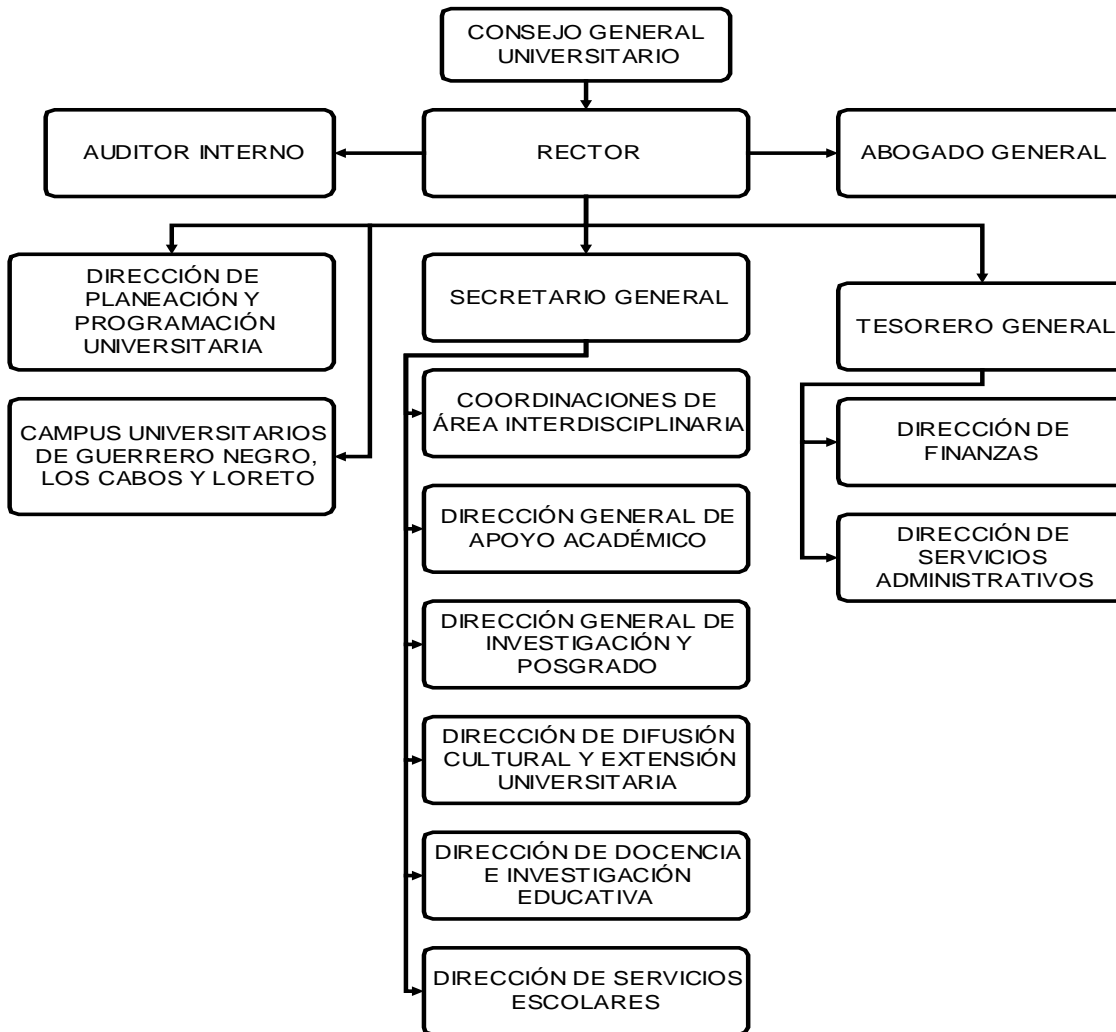 CONSEJO GENERAL
UNIVERSITARIO
AUDITOR INTERNO
RECTOR
ABOGADO GENERAL
DIRECCIÓN DE
PLANEACIÓN Y
PROGRAMACIÓN
UNIVERSITARIA
SECRETARIO GENERAL
TESORERO GENERAL
CAMPUS UNIVERSITARIOS
DE GUERRERO NEGRO,
LOS CABOS Y LORETO
COORDINACIONES DE
ÁREA INTERDISCIPLINARIA
DIRECCIÓN DE
FINANZAS
DIRECCIÓN GENERAL DE
APOYO ACADÉMICO
DIRECCIÓN DE
SERVICIOS
ADMINISTRATIVOS
DIRECCIÓN GENERAL DE
INVESTIGACIÓN Y
POSGRADO
DIRECCIÓN DE DIFUSIÓN
CULTURAL Y EXTENSIÓN
UNIVERSITARIA
DIRECCIÓN DE DOCENCIA
E INVESTIGACIÓN
EDUCATIVA
DIRECCIÓN DE SERVICIOS
ESCOLARES